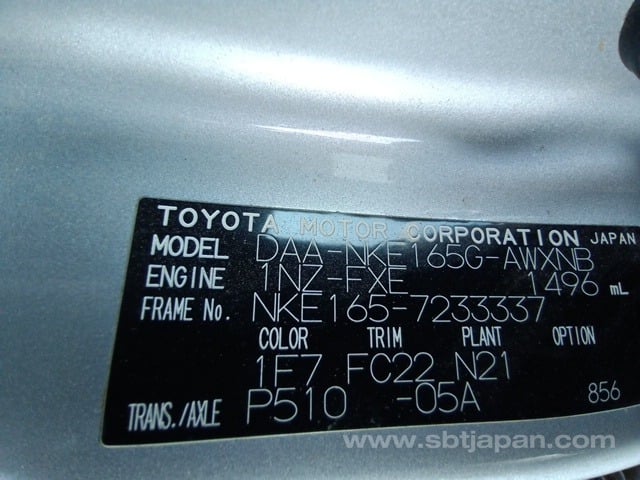 TOYOTA MOTOR CORPORATION JAPAN
MODEL DAA-NKE165G-AWXNB
ENGINE 1NZ-FXE 1496 mL
FRAME No. NKE165-7233337
COLOR TRIM PLANT OPTION
1F7 FC22 N21
TRANS./AXLE P510 -05A 856
www.sbtjapan.com